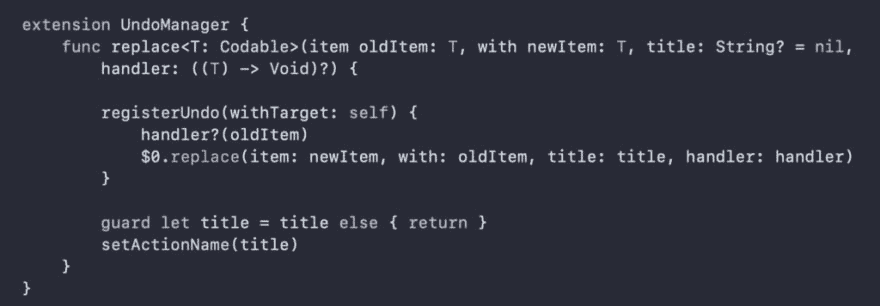 extension UndoManager {
    func replace<T: Codable>(item oldItem: T, with newItem: T, title: String? = nil,
        handler: ((T) -> Void)?) {

        registerUndo(withTarget: self) {
            handler?(oldItem)
            $0.replace(item: newItem, with: oldItem, title: title, handler: handler)
        }

        guard let title = title else { return }
        setActionName(title)
    }
}